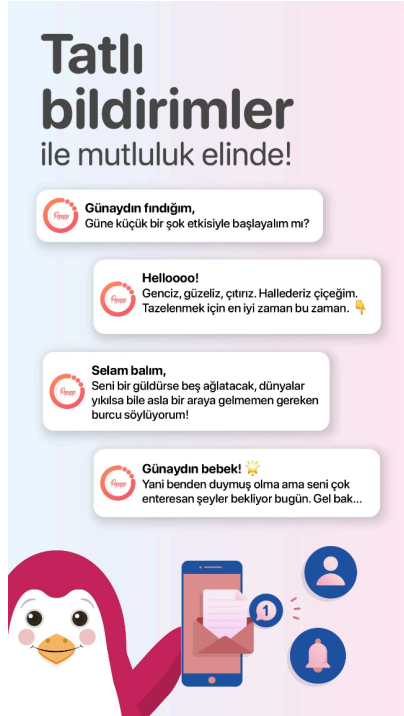 Tatlı
bildirimler
ile mutluluk elinde!
Günaydın fındığım,
Güne küçük bir şok etkisiyle başlayalım mı?
Helloooo!
Genciz, güzeliz, çıtırız. Hallederiz çiçeğim.
Tazelenmek için en iyi zaman bu zaman. 👇
Selam balım,
Seni bir güldürse beş ağlatacak, dünyalar
yıkılsa bile asla bir araya gelmemen gereken
burcu söylüyorum!
Günaydın bebek! 🌟
Yani benden duymuş olma ama seni çok
enteresan şeyler bekliyor bugün. Gel bak...
1